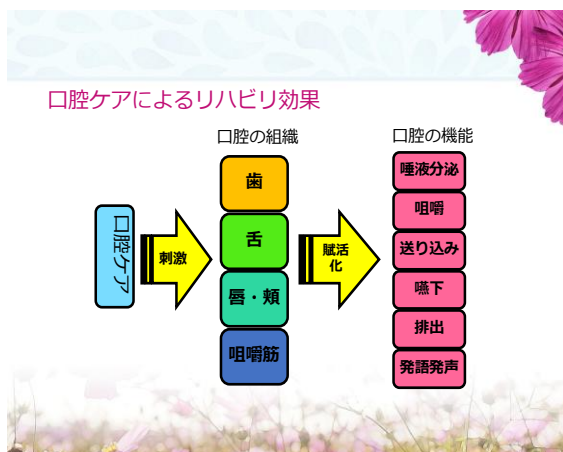 口腔ケアによるリハビリ効果
口腔の組織
口腔の機能
口腔ケア
刺激
歯
舌
唇・頬
咀嚼筋
賦活
化
唾液分泌
咀嚼
送り込み
嚥下
排出
発語発声